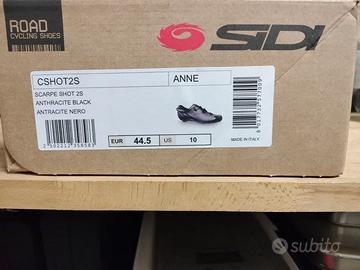 ROAD
CYCLING SHOES
SIDI
CSHOT2S
ANNE
SCARPE SHOT 2S
ANTHRACITE BLACK
ANTRACITE NERO
EUR
44.5
US
10
MADE IN ITALY
subito